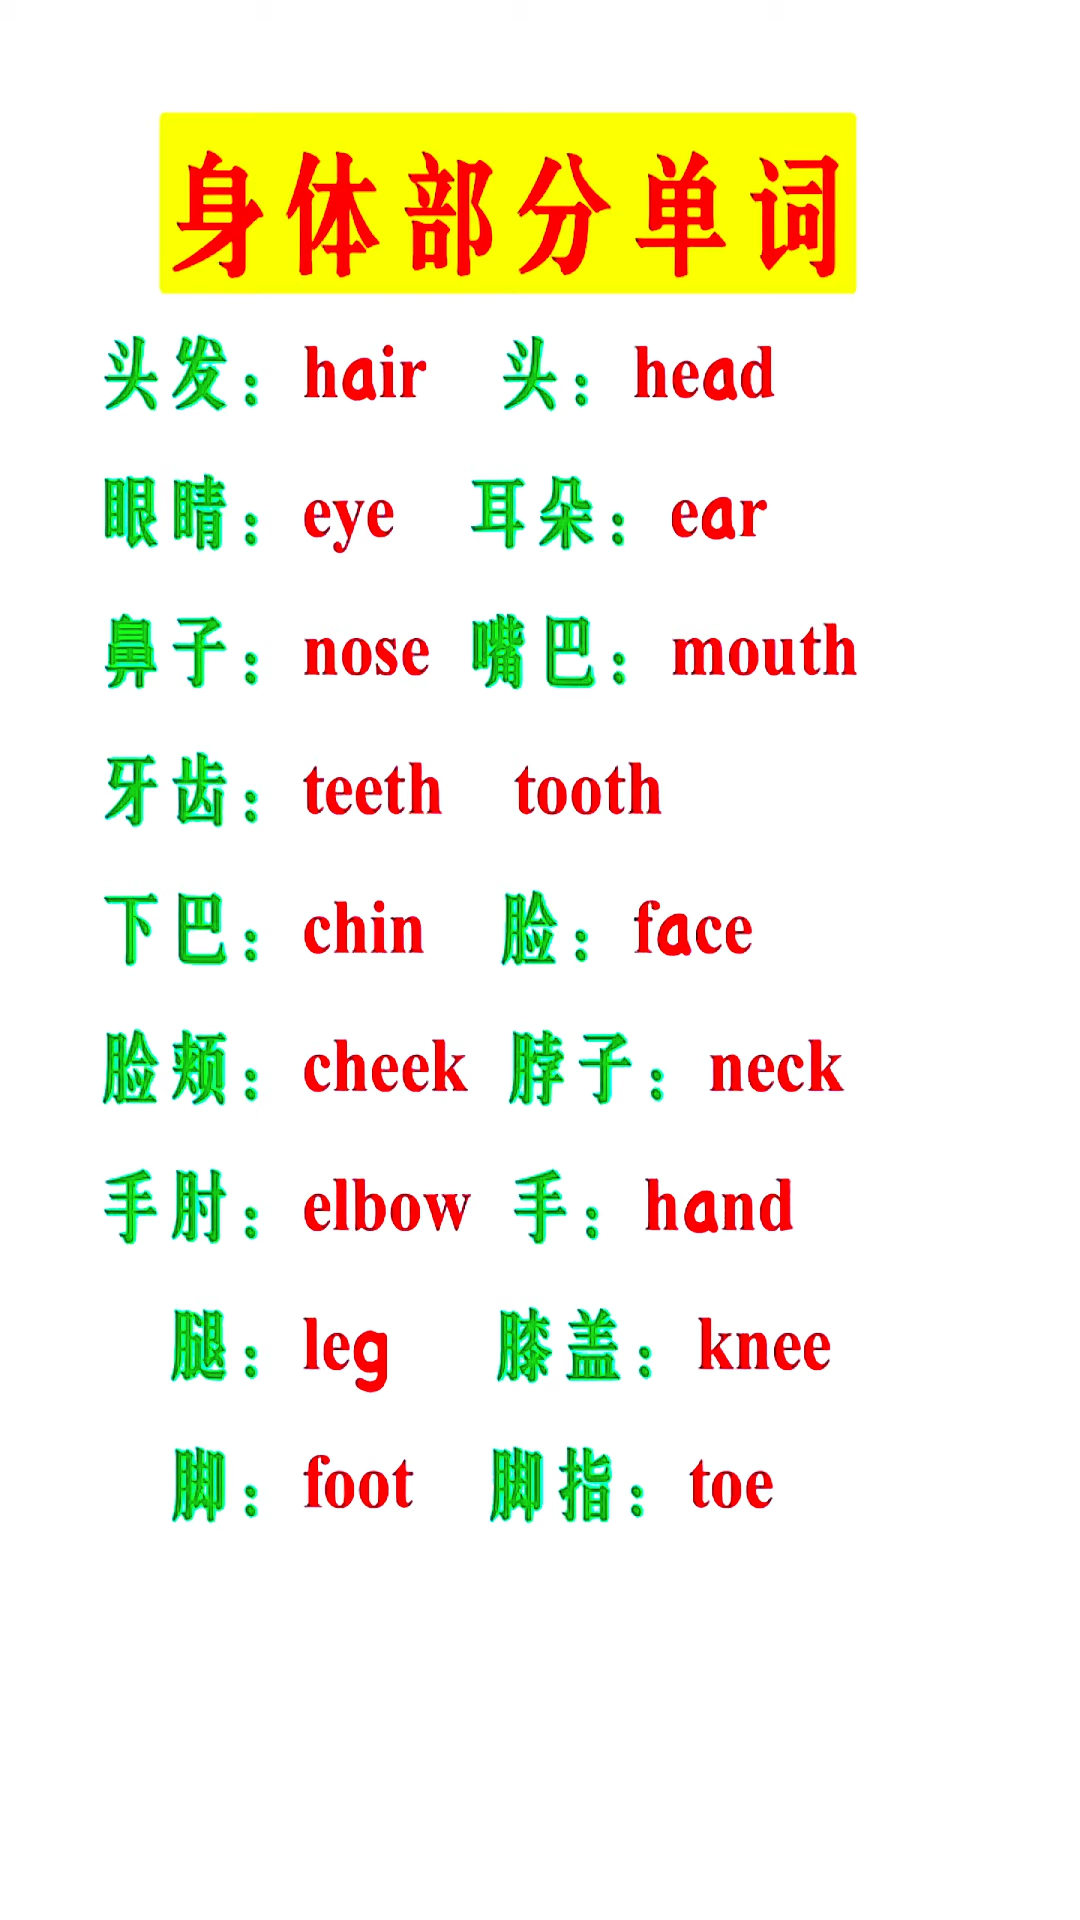 身体部分单词
头发：hair 头：head
眼睛：eye 耳朵：ear
鼻子：nose 嘴巴：mouth
牙齿：teeth tooth
下巴：chin 脸：face
脸颊：cheek 脖子：neck
手肘：elbow 手：hand
腿：leg 膝盖：knee
脚：foot 脚指：toe